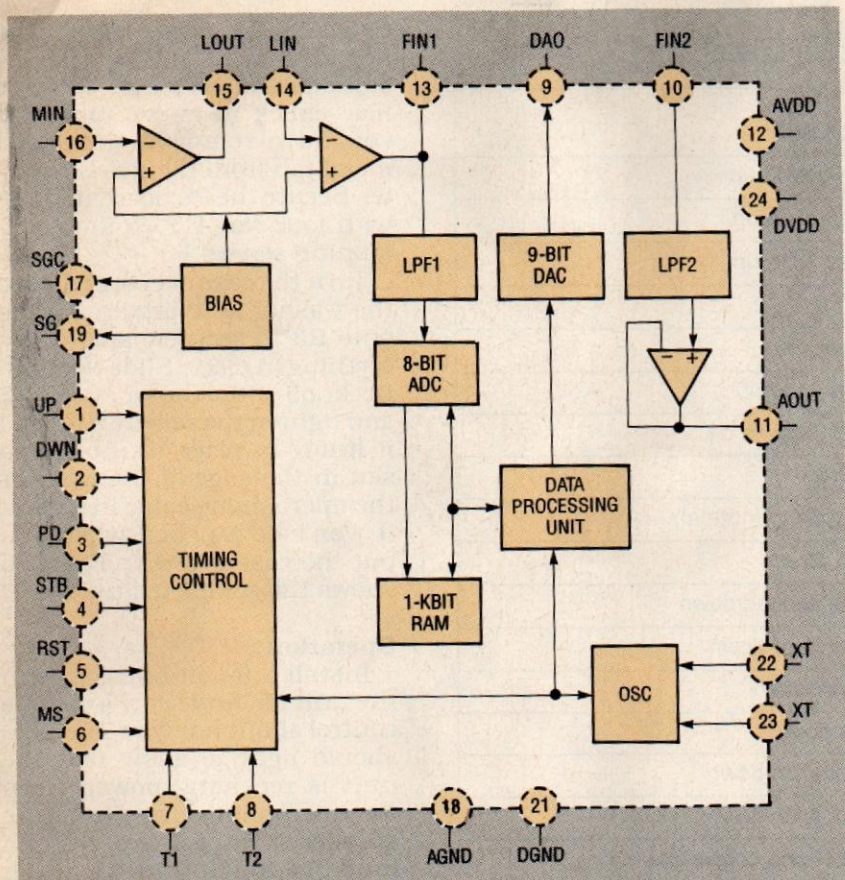 LOUT LIN FIN1 DAO FIN2
15 14 13 9 10
MIN
16
AVDD
12
24
DVDD
- + - +
SGC
17
SG
19
BIAS
LPF1
9-BIT
DAC
LPF2
8-BIT
ADC
- +
AOUT
11
UP
1
DWN
2
PD
3
STB
4
RST
5
MS
6
TIMING
CONTROL
DATA
PROCESSING
UNIT
1-KBIT
RAM
OSC
XT
22
XT
23
7 8 18 21
T1 T2 AGND DGND